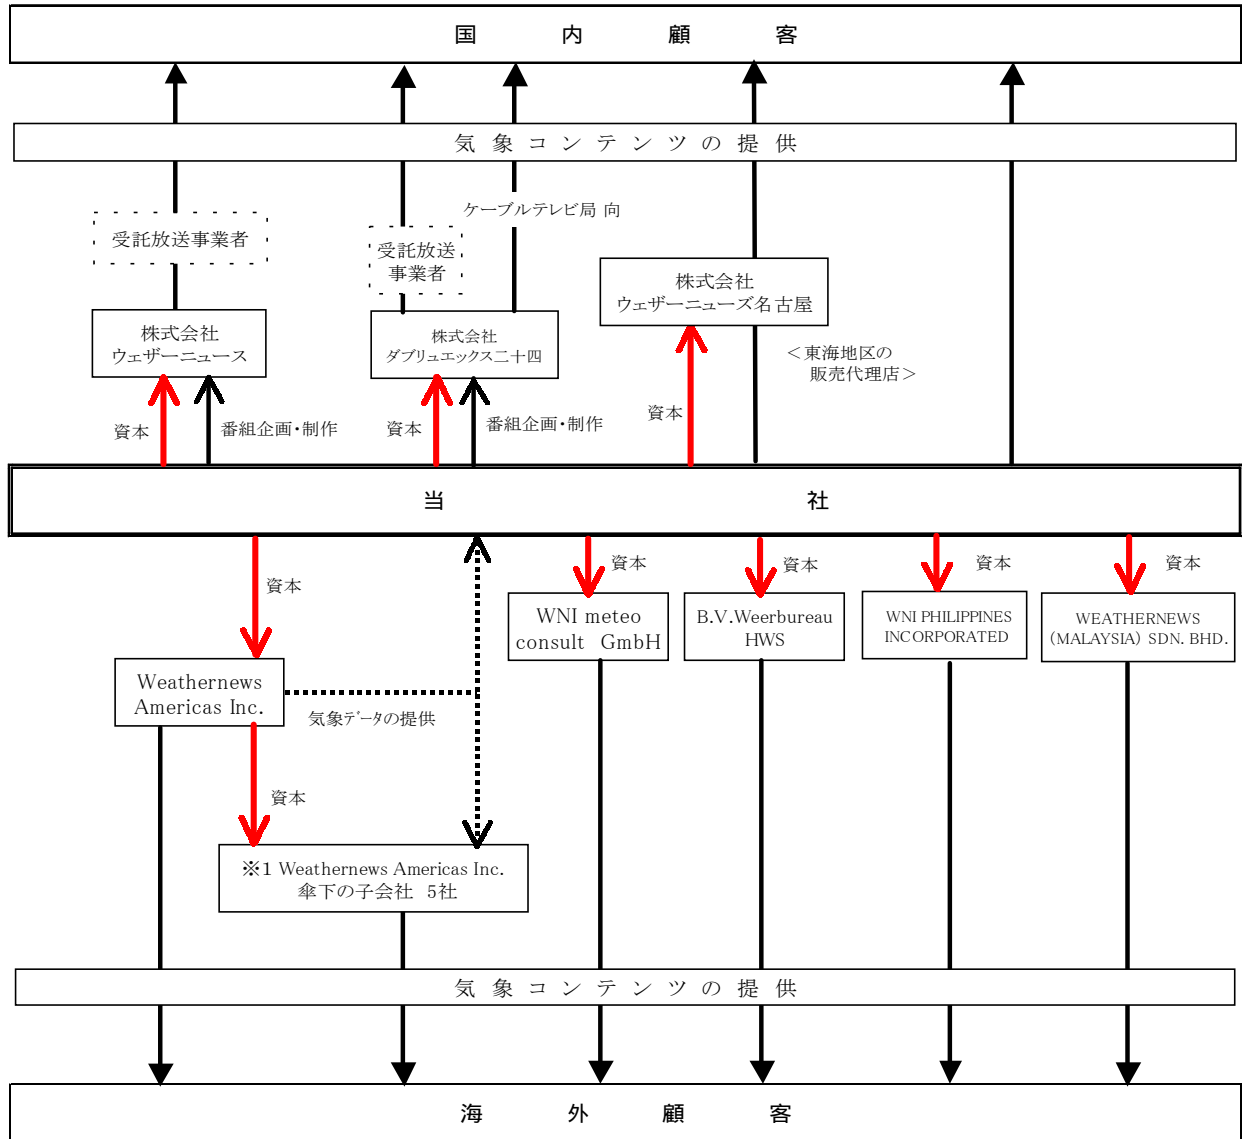 国内顧客
気象コンテンツの提供
ケーブルテレビ局 向
受託放送事業者
受託放送
事業者
株式会社
ウェザーニューズ名古屋
株式会社
ウェザーニュース
株式会社
ダブリュエックス二十四
＜東海地区の
販売代理店＞
資本
番組企画・制作
資本
番組企画・制作
資本
当社
資本
資本
資本
資本
資本
WNI meteo
consult GmbH
B.V.Weerbureau
HWS
WNI PHILIPPINES
INCORPORATED
WEATHERNEWS
(MALAYSIA) SDN. BHD.
Weathernews
Americas Inc.
気象ﾃﾞｰﾀの提供
資本
※1 Weathernews Americas Inc.
傘下の子会社 5社
気象コンテンツの提供
海外顧客